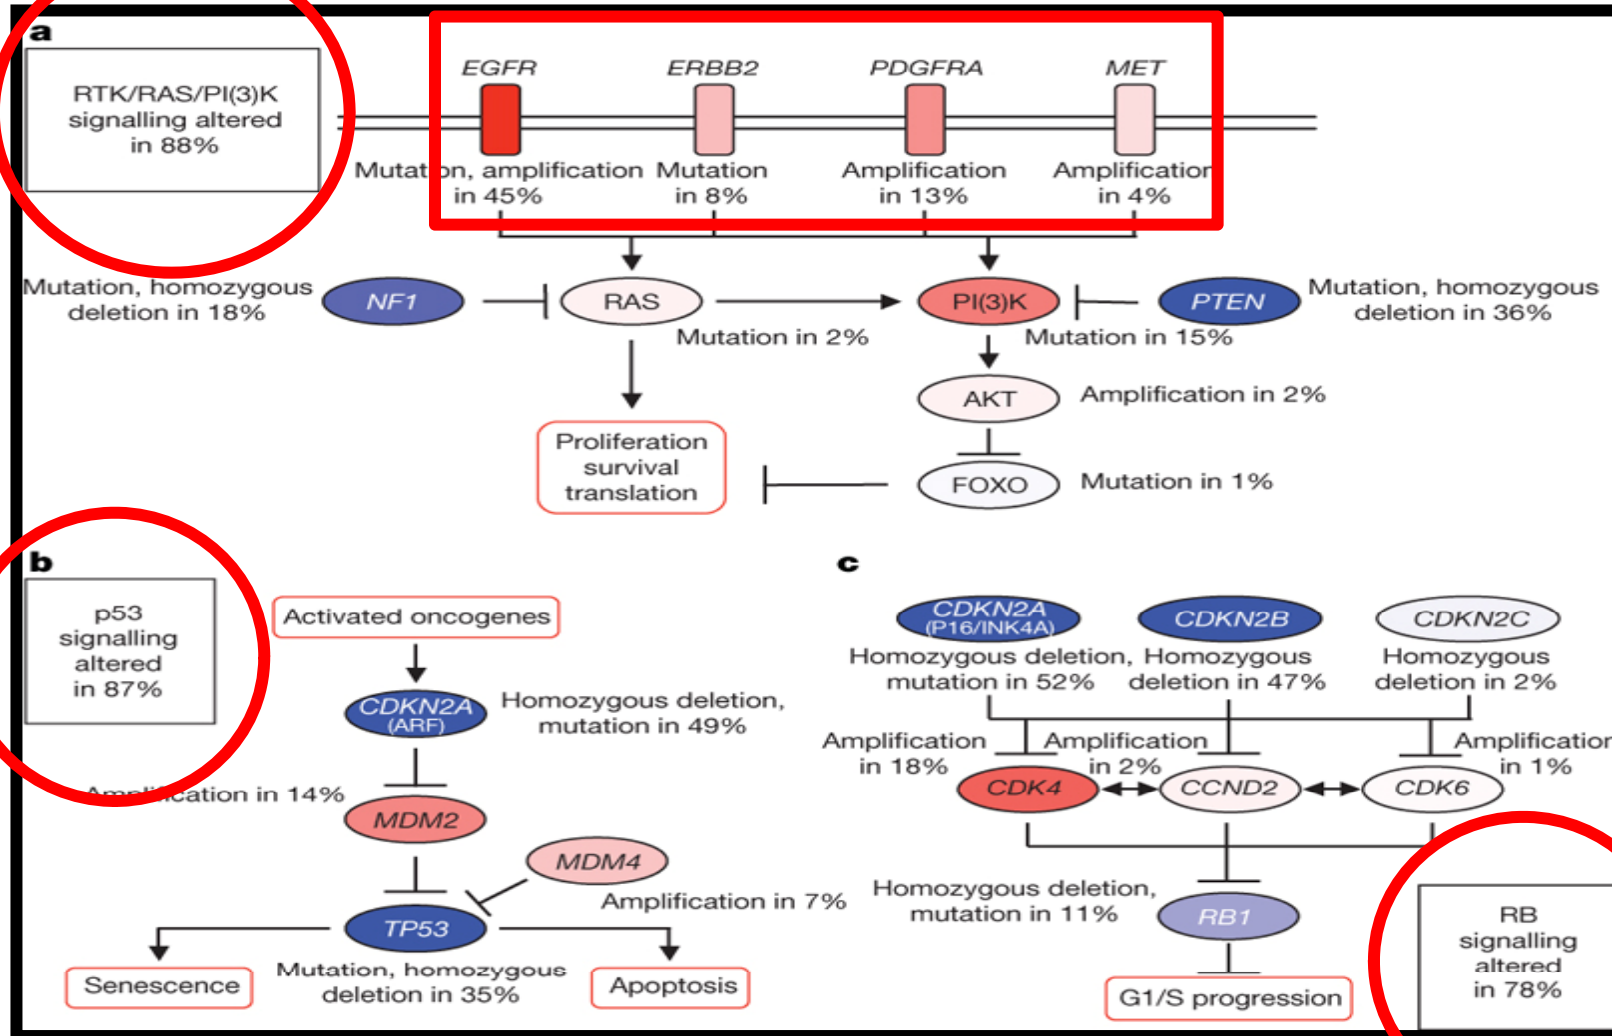 a
RTK/RAS/PI(3)K
signalling altered
in 88%
EGFR
ERBB2
PDGFRA
MET
Mutation, amplification
in 45%
Mutation
in 8%
Amplification
in 13%
Amplification
in 4%
Mutation, homozygous
deletion in 18%
NF1
RAS
Mutation in 2%
PI(3)K
Mutation in 15%
PTEN
Mutation, homozygous
deletion in 36%
AKT
Amplification in 2%
Proliferation
survival
translation
FOXO
Mutation in 1%
b
p53
signalling
altered
in 87%
Activated oncogenes
CDKN2A
(ARF)
Homozygous deletion,
mutation in 49%
Amplification in 14%
MDM2
MDM4
Amplification in 7%
TP53
Mutation, homozygous
deletion in 35%
Senescence
Apoptosis
c
CDKN2A
(P16/INK4A)
Homozygous deletion,
mutation in 52%
CDKN2B
Homozygous
deletion in 47%
CDKN2C
Homozygous
deletion in 2%
Amplification
in 18%
CDK4
Amplification
in 2%
CCND2
Amplification
in 1%
CDK6
Homozygous deletion,
mutation in 11%
RB1
G1/S progression
RB
signalling
altered
in 78%